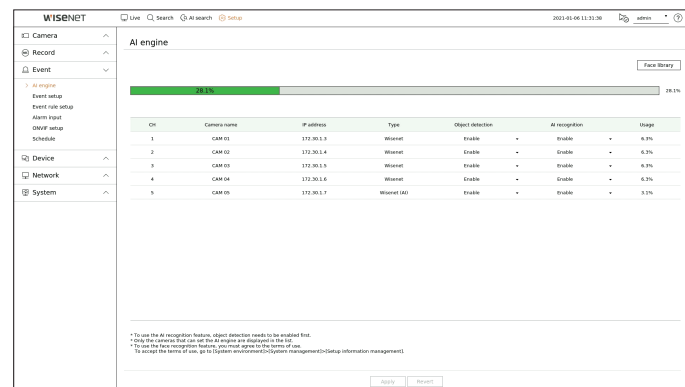 WISENET
Live Search AI search Setup
2021-01-06 11:31:38 admin
Camera
Record
Event
AI engine
Event setup
Event rule setup
Alarm input
ONVIF setup
Schedule
Device
Network
System
AI engine
Face library
28.1% 28.1%
CH Camera name IP address Type Object detection AI recognition Usage
1 CAM 01 172.30.1.3 Wisenet Enable Enable 6.3%
2 CAM 02 172.30.1.4 Wisenet Enable Enable 6.3%
3 CAM 03 172.30.1.5 Wisenet Enable Enable 6.3%
4 CAM 04 172.30.1.6 Wisenet Enable Enable 6.3%
5 CAM 05 172.30.1.7 Wisenet (AI) Enable Enable 3.1%
* To use the AI recognition feature, object detection needs to be enabled first.
* Only the cameras that can set the AI engine are displayed in the list.
* To use the face recognition feature, you must agree to the terms of use.
To accept the terms of use, go to [System environment]>[System management]>[Setup information management].
Apply Revert